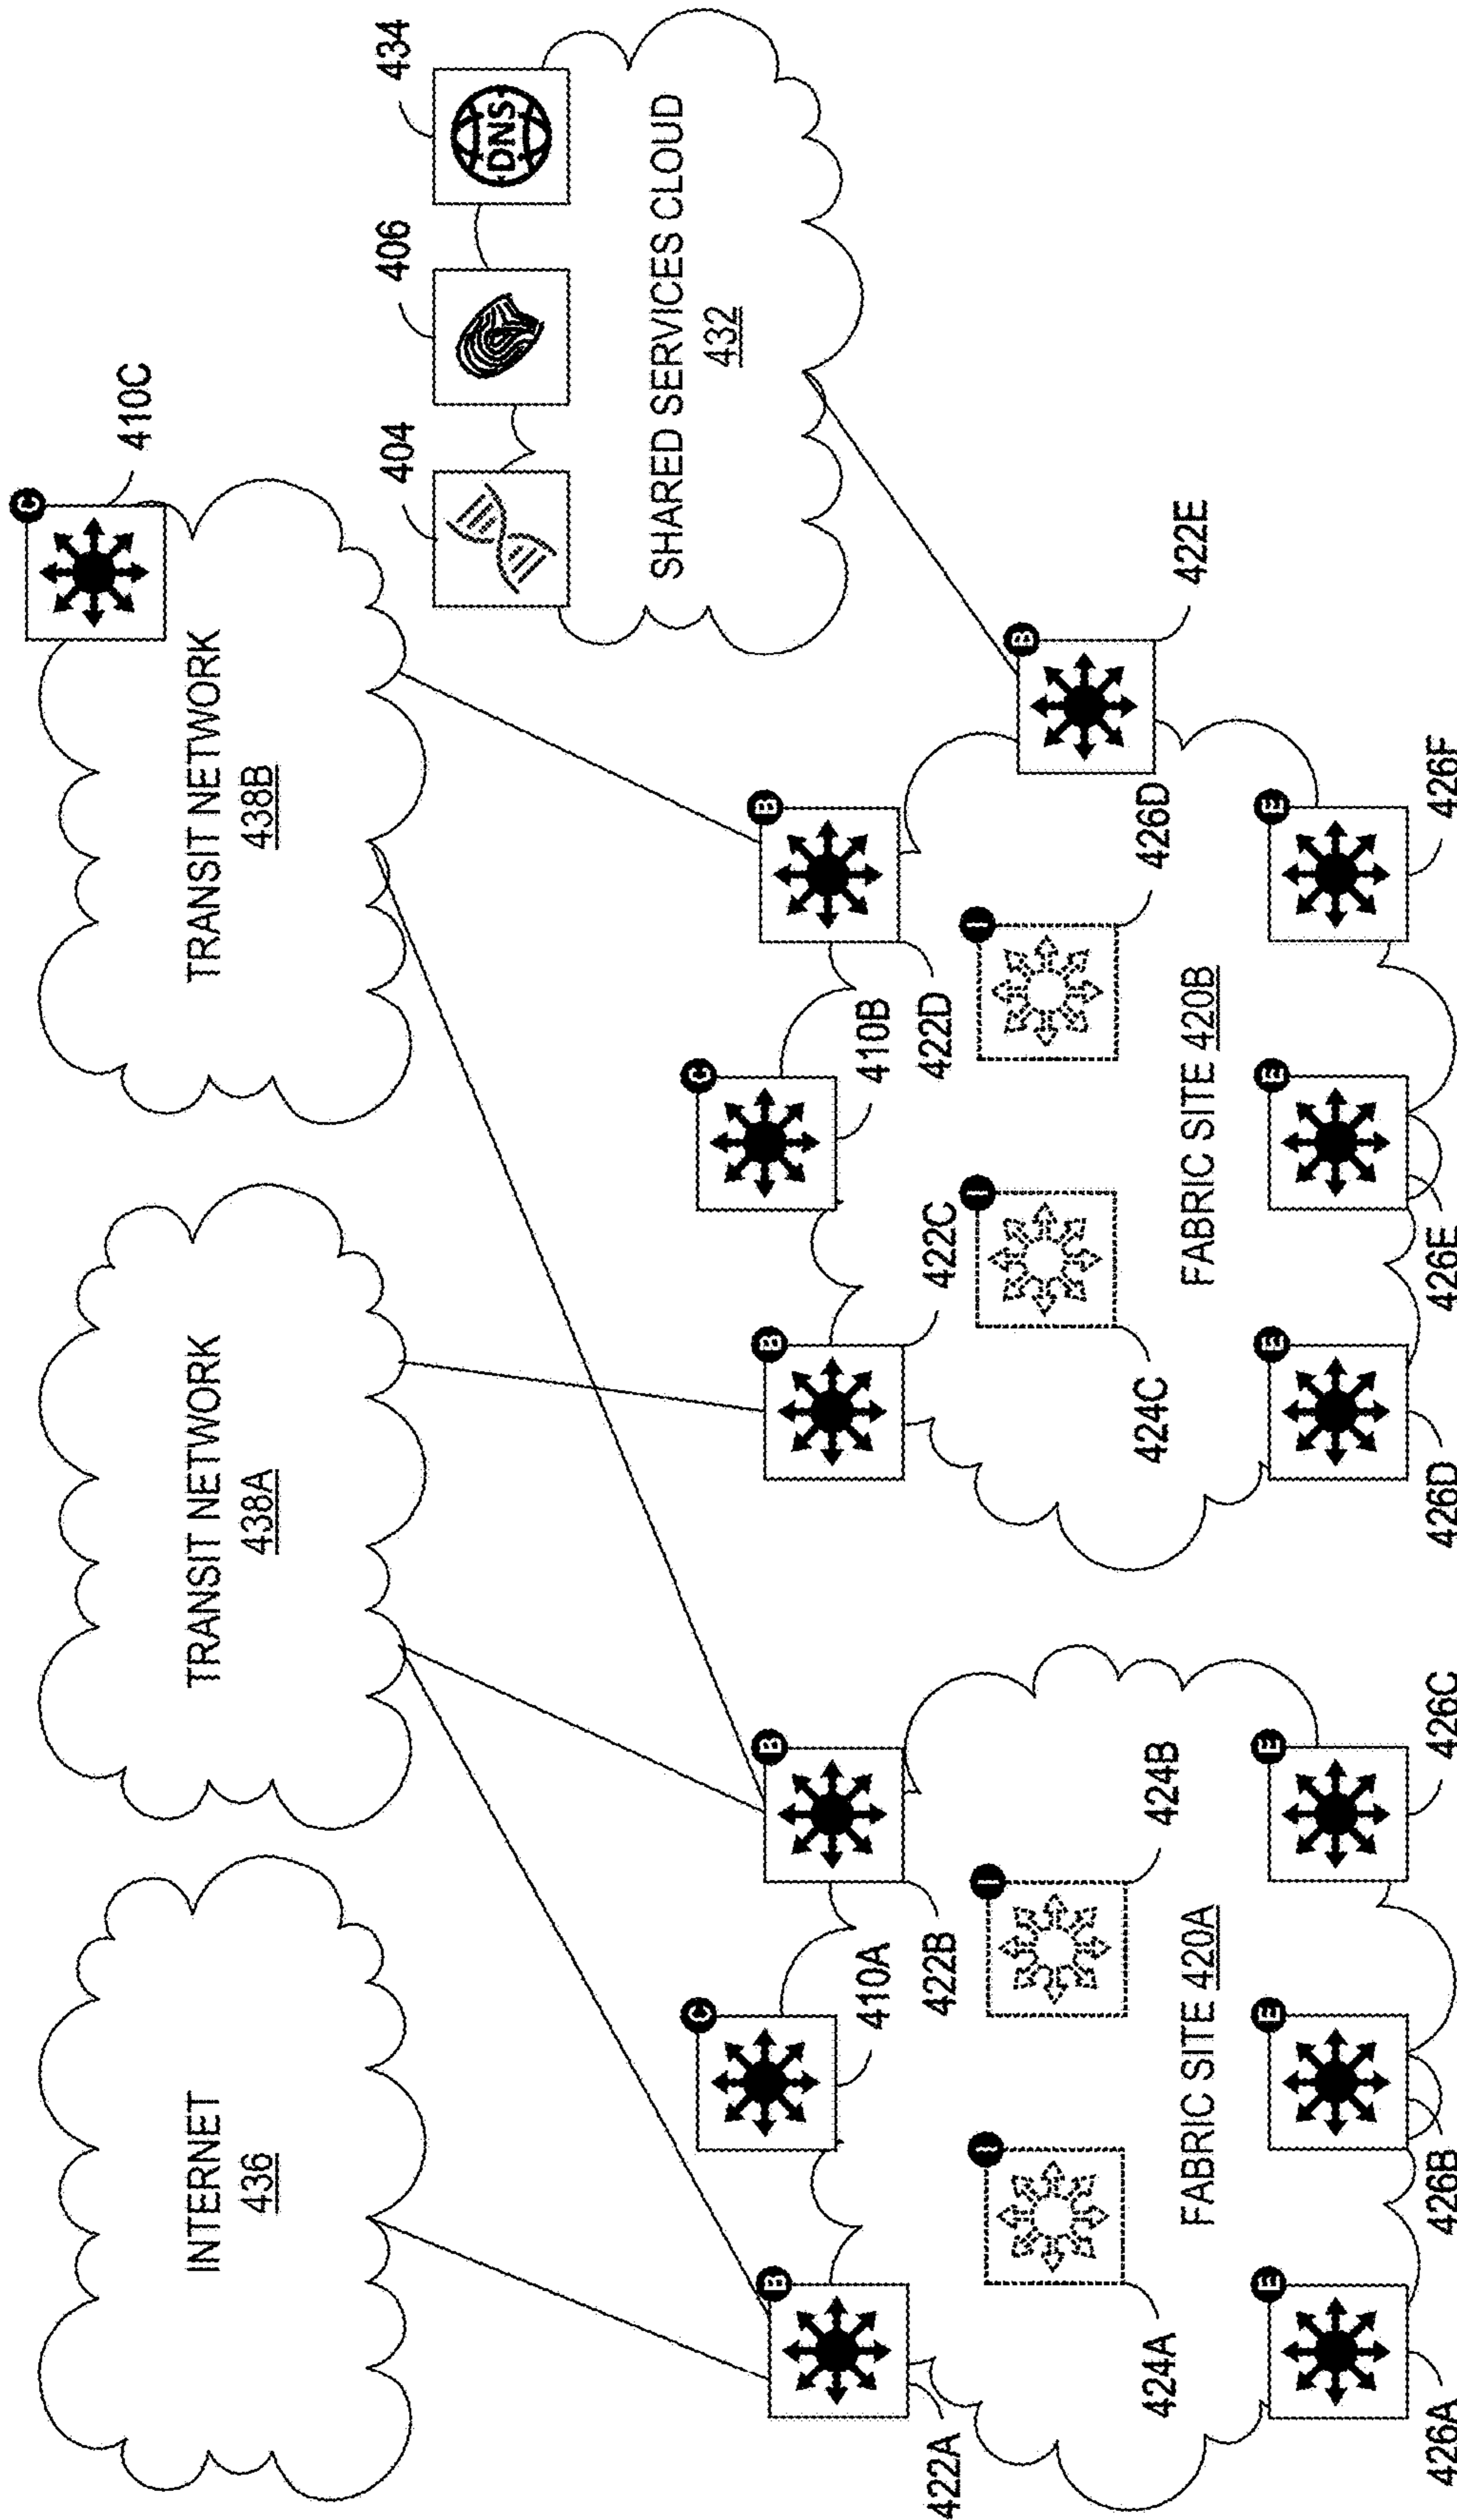 C
410C
INTERNET
436
TRANSIT NETWORK
438A
TRANSIT NETWORK
438B
404
406
434
DNS
SHARED SERVICES CLOUD
432
C
410A
C
410B
B
422A
B
422B
B
422C
B
422D
B
422E
I
424A
I
424B
I
424C
I
426D
FABRIC SITE 420A
FABRIC SITE 420B
E
E
E
E
E
E
426A
426B
426C
426D
426E
426F